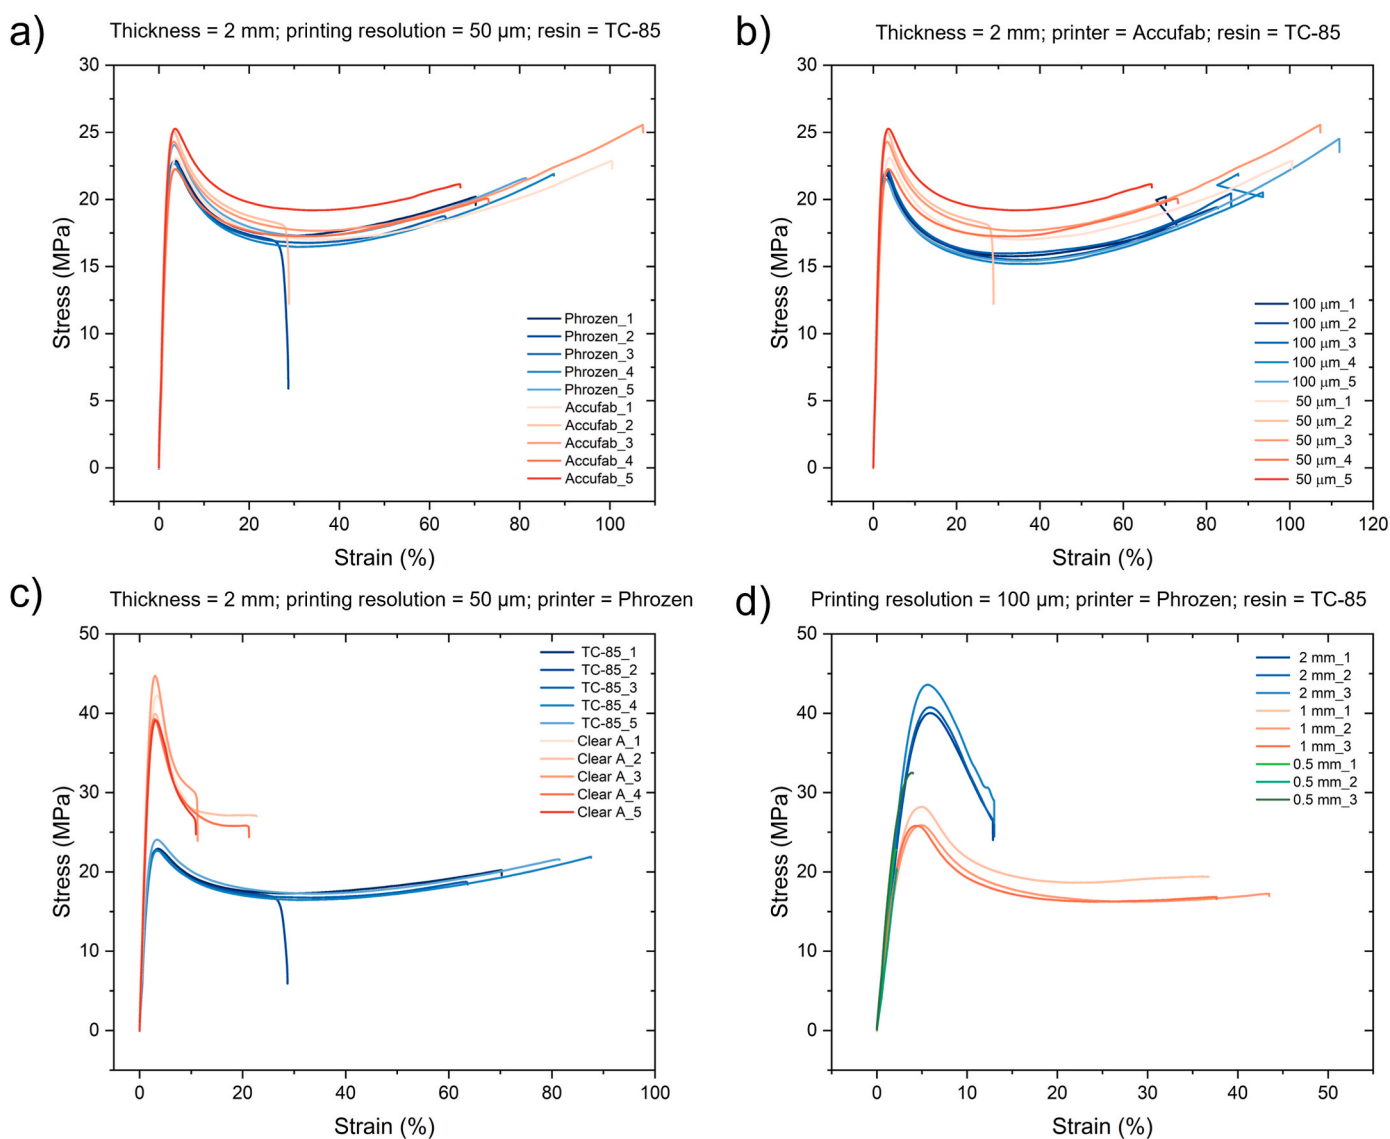 a)
Thickness = 2 mm; printing resolution = 50 µm; resin = TC-85
30
25
20
15
10
5
0
Stress (MPa)
Phrozen_1
Phrozen_2
Phrozen_3
Phrozen_4
Phrozen_5
Accufab_1
Accufab_2
Accufab_3
Accufab_4
Accufab_5
0 20 40 60 80 100
Strain (%)
b)
Thickness = 2 mm; printer = Accufab; resin = TC-85
30
25
20
15
10
5
0
Stress (MPa)
100 µm_1
100 µm_2
100 µm_3
100 µm_4
100 µm_5
50 µm_1
50 µm_2
50 µm_3
50 µm_4
50 µm_5
0 20 40 60 80 100 120
Strain (%)
c)
Thickness = 2 mm; printing resolution = 50 µm; printer = Phrozen
50
40
30
20
10
0
Stress (MPa)
TC-85_1
TC-85_2
TC-85_3
TC-85_4
TC-85_5
Clear A_1
Clear A_2
Clear A_3
Clear A_4
Clear A_5
0 20 40 60 80 100
Strain (%)
d)
Printing resolution = 100 µm; printer = Phrozen; resin = TC-85
50
40
30
20
10
0
Stress (MPa)
2 mm_1
2 mm_2
2 mm_3
1 mm_1
1 mm_2
1 mm_3
0.5 mm_1
0.5 mm_2
0.5 mm_3
0 10 20 30 40 50
Strain (%)